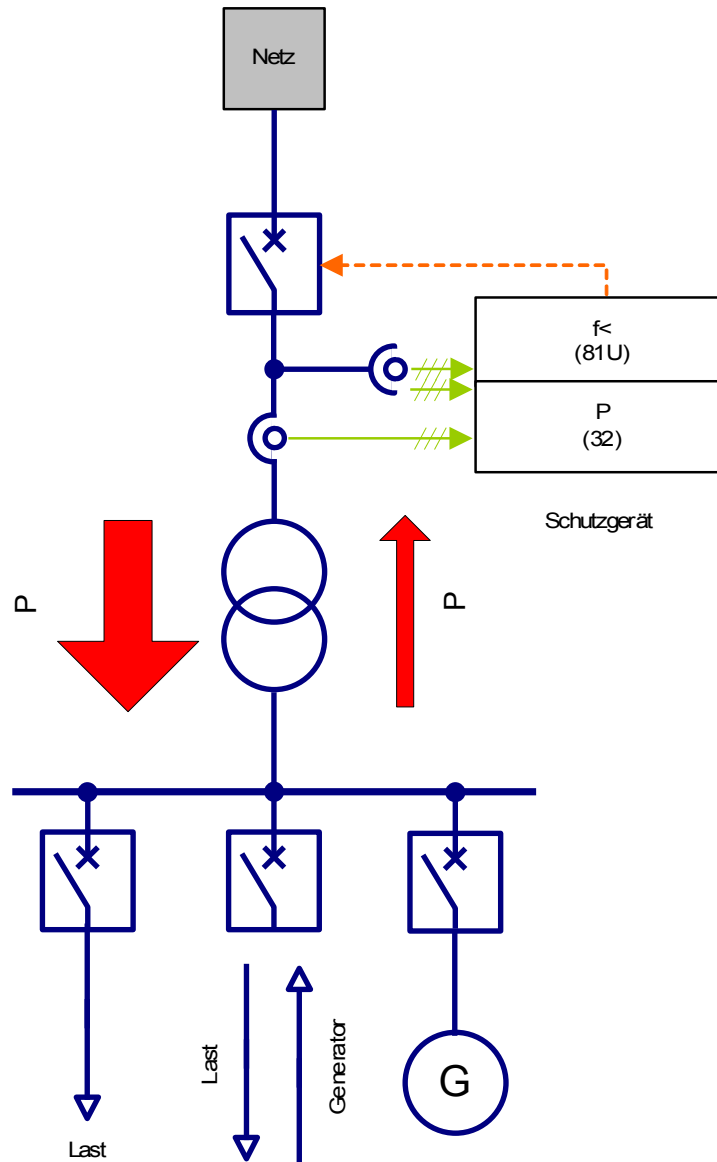 Netz
f<
(81U)
P
(32)
Schutzgerät
P
P
Last
Last
Generator
G